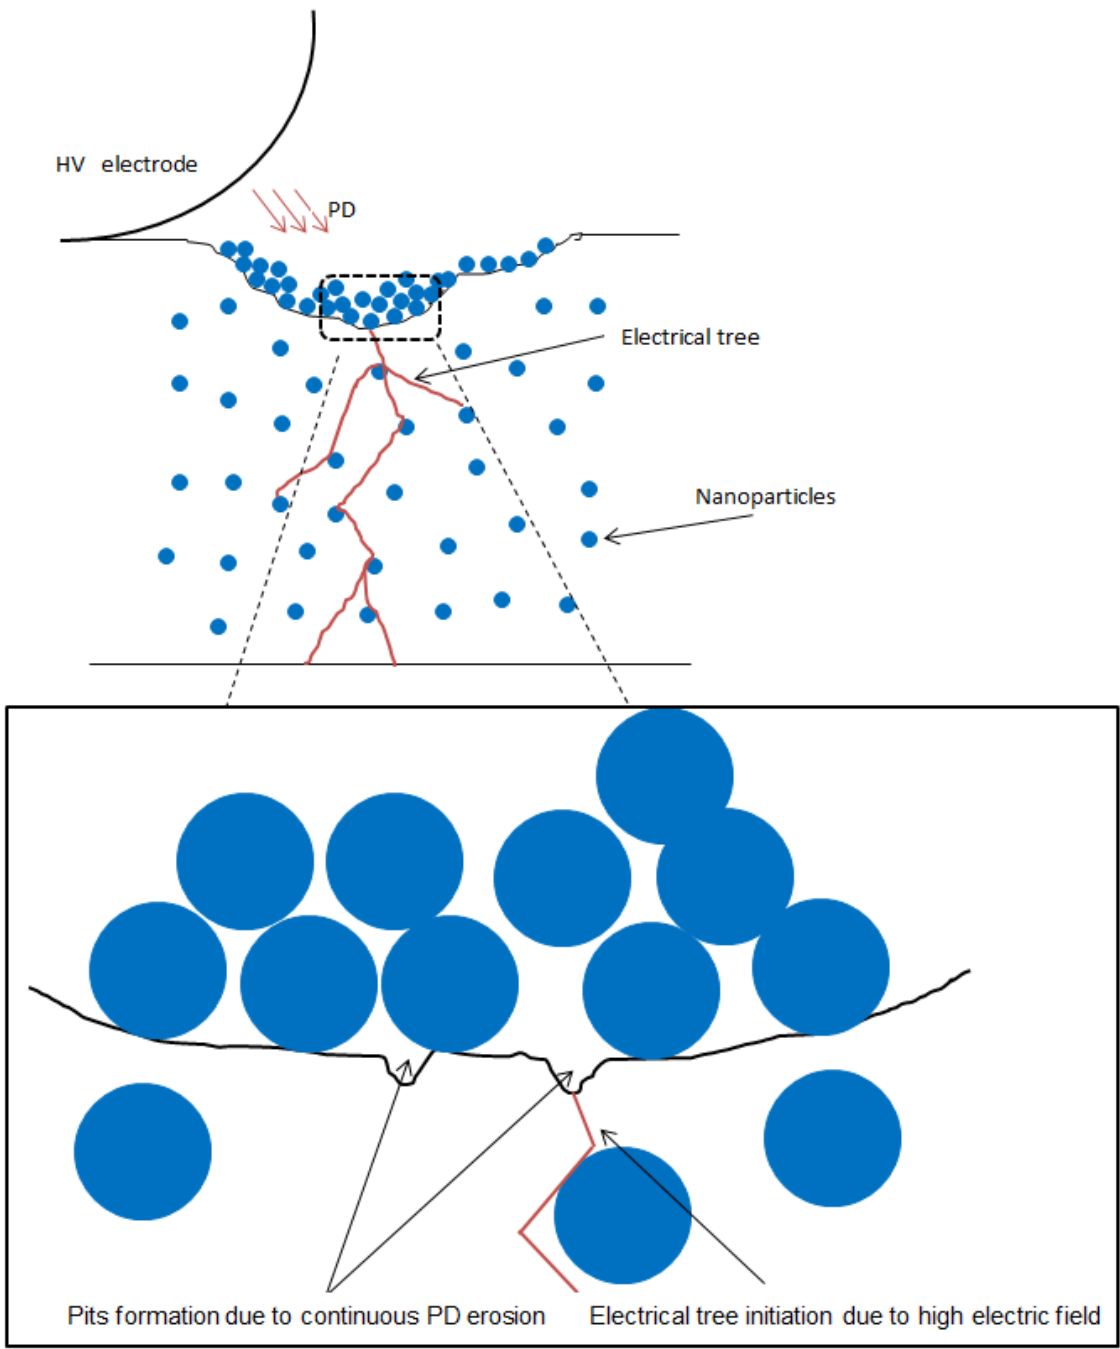 HV electrode
PD
Electrical tree
Nanoparticles
Pits formation due to continuous PD erosion
Electrical tree initiation due to high electric field